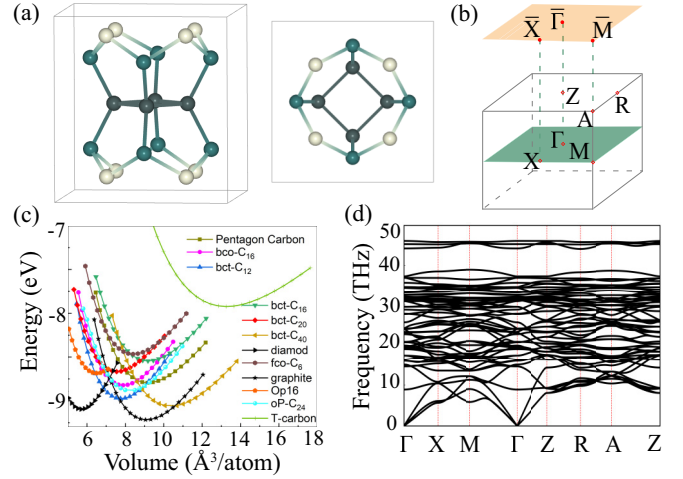 (a)
(b)
X̄
Γ̄
M̄
Z
R
A
Γ
X
M
(c)
-7
-8
-9
Energy (eV)
6 8 10 12 14 16 18
Volume (Å³/atom)
Pentagon Carbon
bco-C₁₆
bct-C₁₂
bct-C₁₆
bct-C₂₀
bct-C₄₀
diamod
fco-C₆
graphite
Op16
oP-C₂₄
T-carbon
(d)
50
40
30
20
10
0
Frequency (THz)
Γ X M Γ Z R A Z